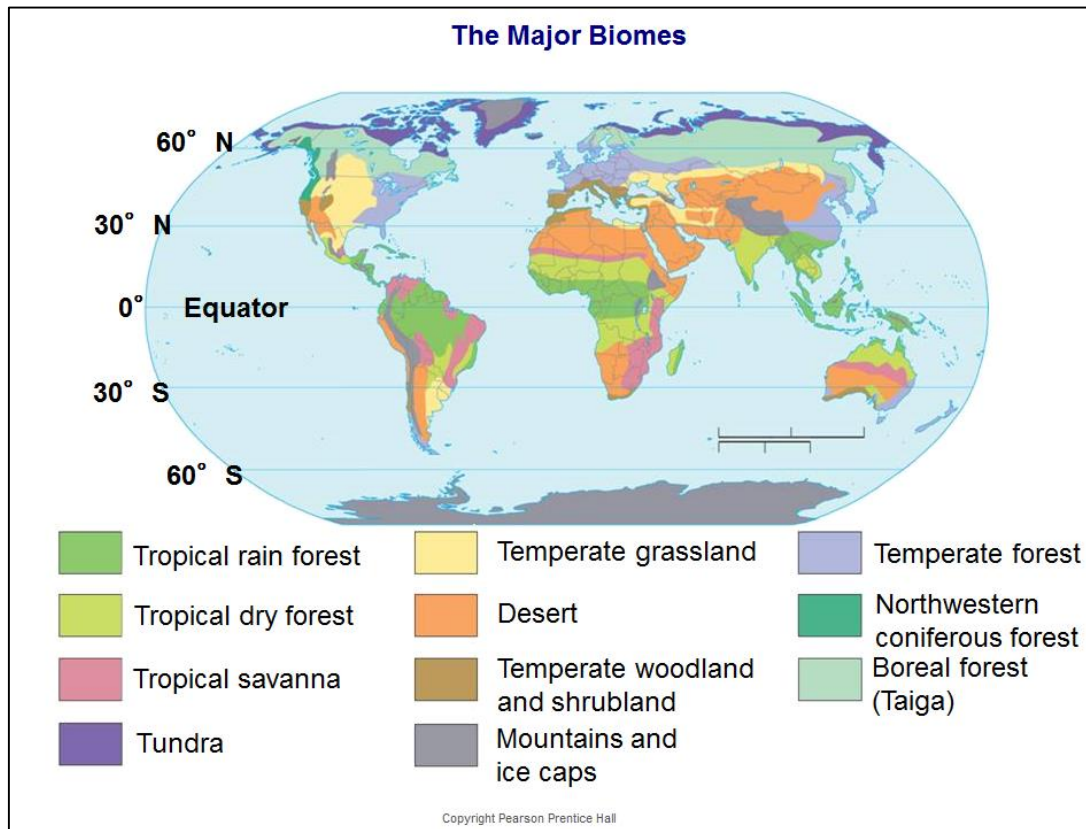 The Major Biomes
60° N
30° N
0° Equator
30° S
60° S
Tropical rain forest
Temperate grassland
Temperate forest
Tropical dry forest
Desert
Northwestern
coniferous forest
Tropical savanna
Temperate woodland
and shrubland
Boreal forest
(Taiga)
Tundra
Mountains and
ice caps
Copyright Pearson Prentice Hall